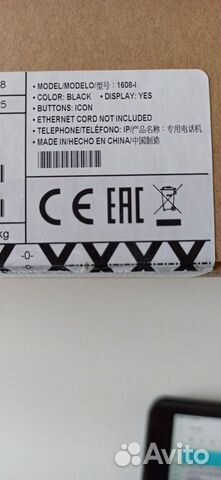 8
5
• MODEL/MODELO/型号: 1608-I
• COLOR: BLACK • DISPLAY: YES
• BUTTONS: ICON
• ETHERNET CORD NOT INCLUDED
• TELEPHONE/TELÉFONO: IP/产品名称: 专用电话机
• MADE IN/HECHO EN CHINA/中国制造
CE EAC
kg
-0-
Avito